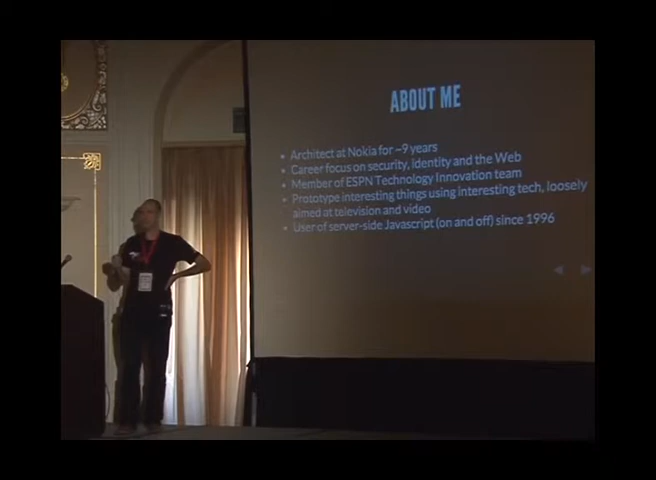 ABOUT ME
Architect at Nokia for ~9 years
Career focus on security, identity and the Web
Member of ESPN Technology Innovation team
Prototype interesting things using interesting tech, loosely
aimed at television and video
User of server-side Javascript (on and off) since 1996